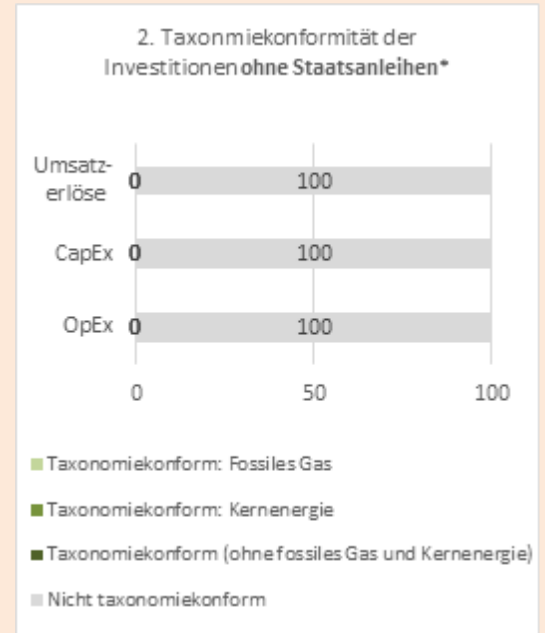 2. Taxonmiekonformität der
Investitionen ohne Staatsanleihen*
Umsatz-
erlöse
0 100
CapEx 0 100
OpEx 0 100
0 50 100
Taxonomiekonform: Fossiles Gas
Taxonomiekonform: Kernenergie
Taxonomiekonform (ohne fossiles Gas und Kernenergie)
Nicht taxonomiekonform